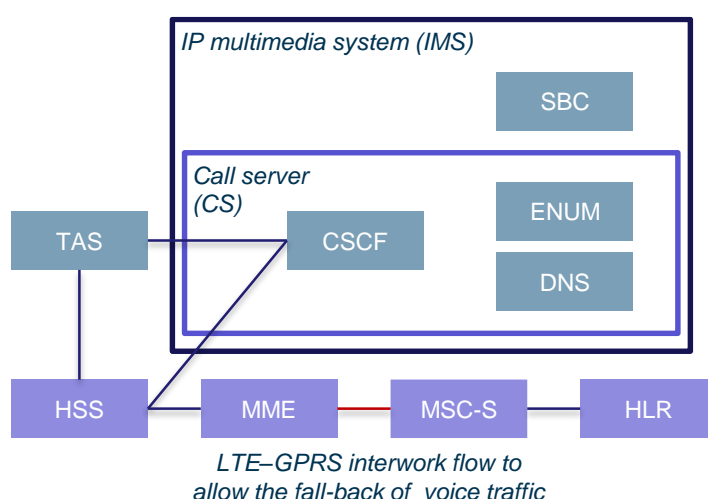 IP multimedia system (IMS)
SBC
Call server
(CS)
ENUM
TAS
CSCF
DNS
HSS
MME
MSC-S
HLR
LTE–GPRS interwork flow to
allow the fall-back of voice traffic